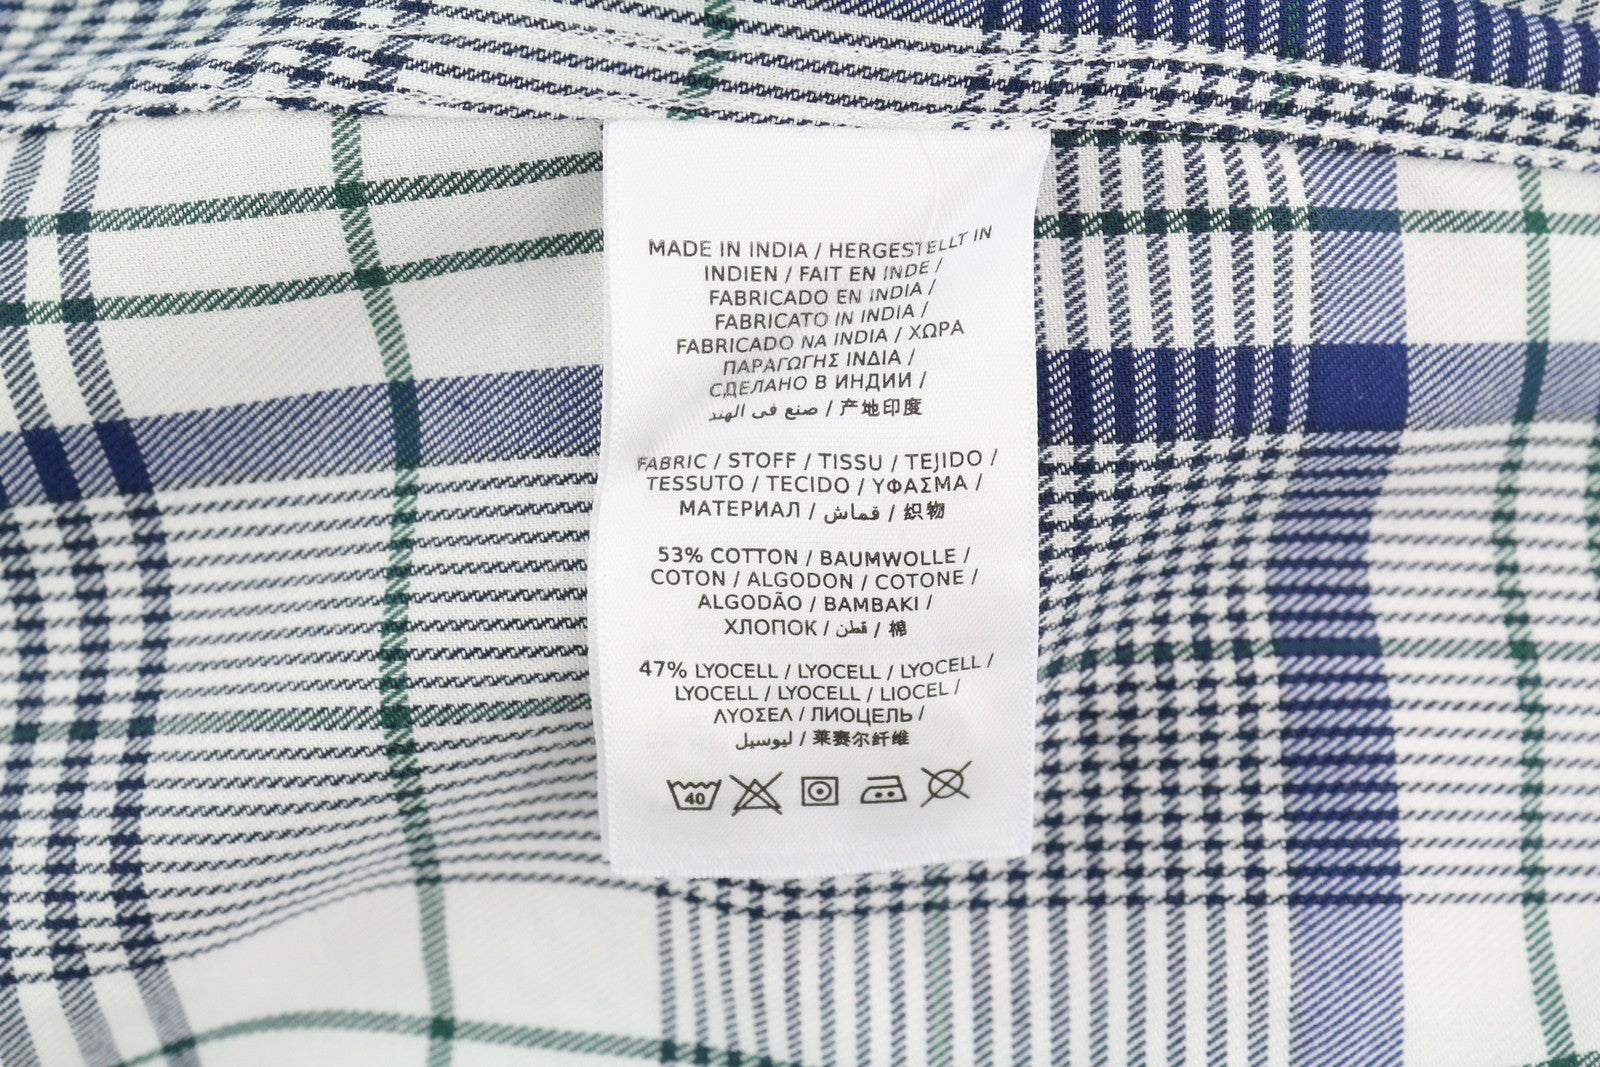 MADE IN INDIA / HERGESTELLT IN
INDIEN / FAIT EN INDE /
FABRICADO EN INDIA /
FABRICATO IN INDIA /
FABRICADO NA INDIA / ΧΩΡΑ
ΠΑΡΑΓΩΓΗΣ ΙΝΔΙΑ /
СДЕЛАНО В ИНДИИ /
صنع في الهند / 产地印度
FABRIC / STOFF / TISSU / TEJIDO /
TESSUTO / TECIDO / ΥΦΑΣΜΑ /
МАТЕРИАЛ / قماش / 织物
53% COTTON / BAUMWOLLE /
COTON / ALGODON / COTONE /
ALGODÃO / BAMBAKI /
ХЛОПОК / قطن / 棉
47% LYOCELL / LYOCELL / LYOCELL /
LYOCELL / LYOCELL / LIOCEL /
ΛΥΟΣΕΛ / ЛИОЦЕЛЬ /
ليوسيل / 莱赛尔纤维
40